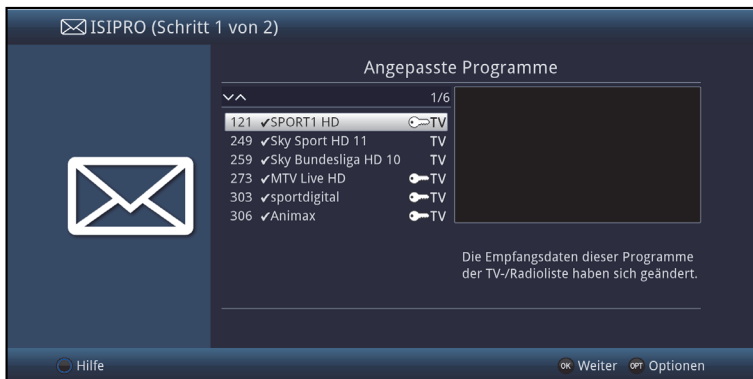 ISIPRO (Schritt 1 von 2)
Angepasste Programme
1/6
121 ✔SPORT1 HD TV
249 ✔Sky Sport HD 11 TV
259 ✔Sky Bundesliga HD 10 TV
273 ✔MTV Live HD TV
303 ✔sportdigital TV
306 ✔Animax TV
Die Empfangsdaten dieser Programme
der TV-/Radioliste haben sich geändert.
Hilfe
OK Weiter OPT Optionen